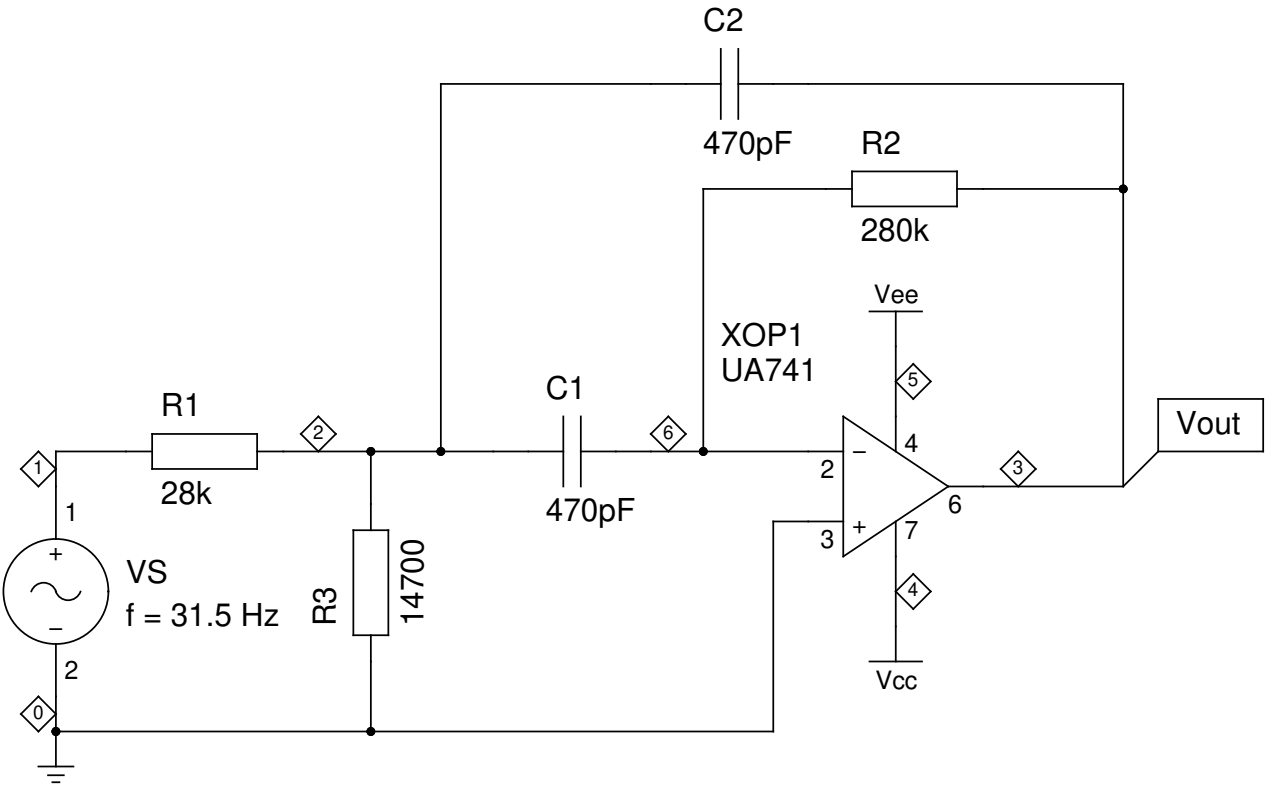 C2
470pF
R2
280k
Vee
XOP1
UA741
5
C1
R1
2
6
4
Vout
1
3
28k
470pF
2
6
1
3
7
14700
R3
VS
f = 31.5 Hz
4
2
Vcc
0